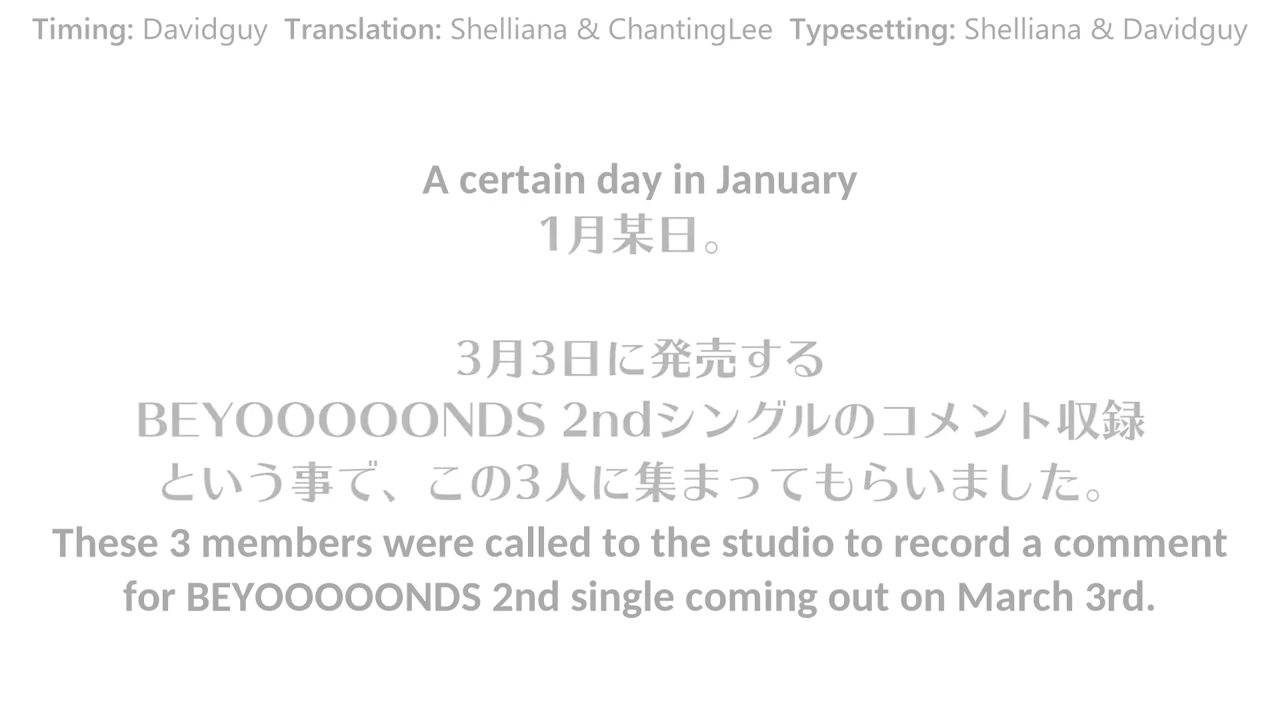 Timing: Davidguy Translation: Shelliana & ChantingLee Typesetting: Shelliana & Davidguy
A certain day in January
1月某日。
3月3日に発売する
BEYOOOOONDS 2ndシングルのコメント収録
という事で、この3人に集まってもらいました。
These 3 members were called to the studio to record a comment
for BEYOOOOONDS 2nd single coming out on March 3rd.